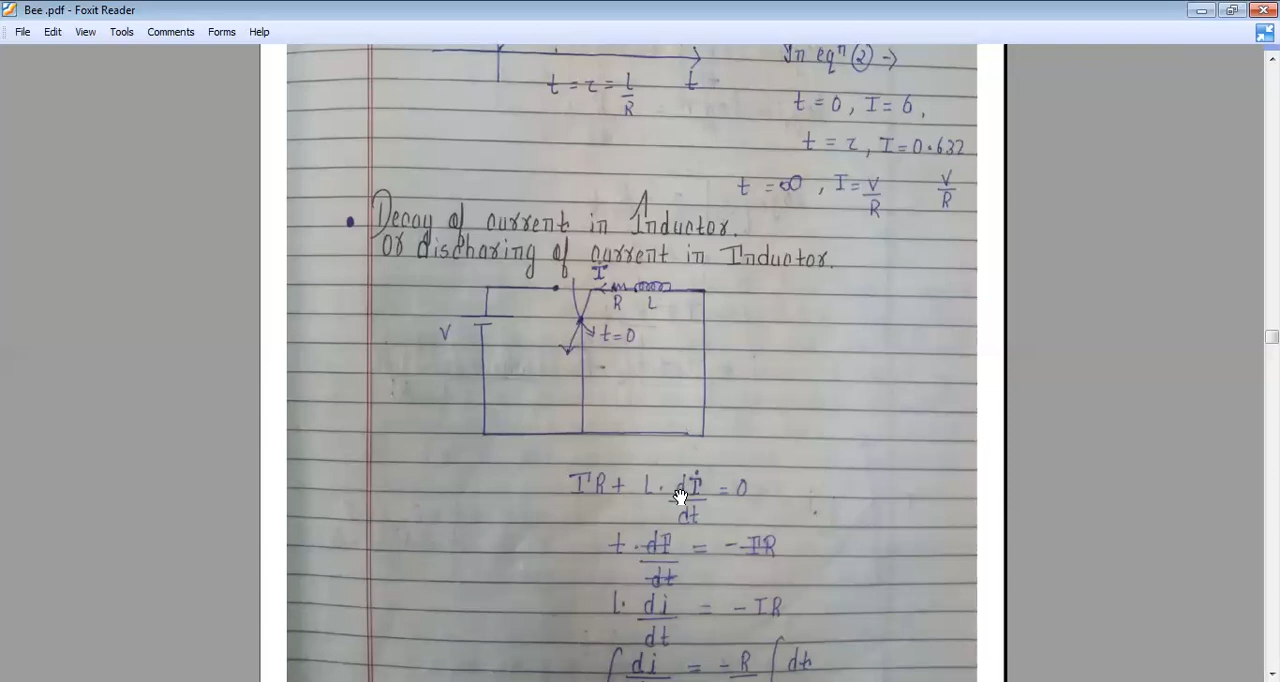 Bee .pdf - Foxit Reader
File Edit View Tools Comments Forms Help
In eqⁿ (2) →
t = τ = L/R
t
t = 0, I = 6,
t = τ, I = 0.632 V/R
t = ∞, I = V/R
• Decay of current in Inductor.
Or discharging of current in Inductor.
I
R L
V
t=0
IR + L. di/dt = 0
t. dI/dt = -IR
L. di/dt = -IR
∫ di = -R ∫ dt